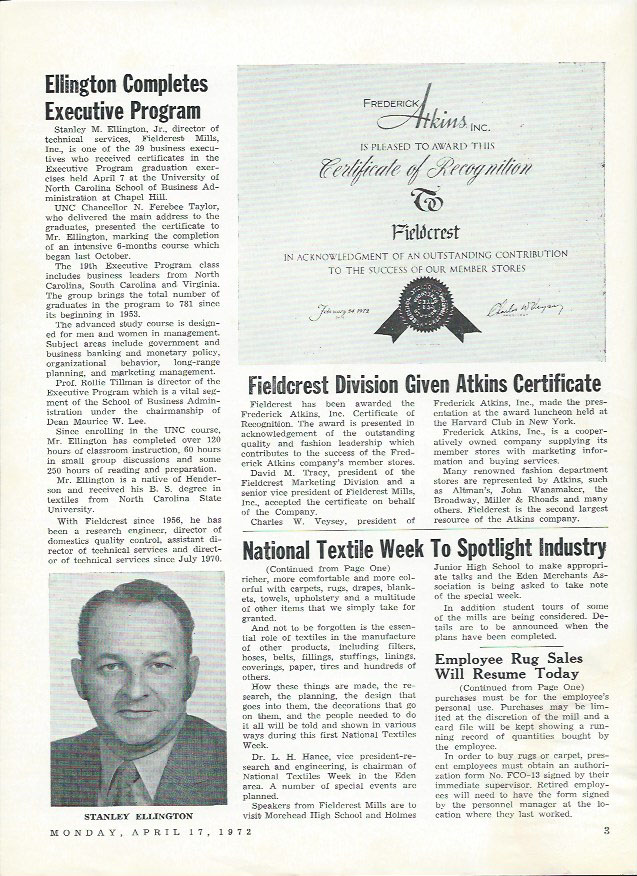 Ellington Completes
Executive Program
Stanley M. Ellington, Jr., director of
technical services, Fieldcrest Mills,
Inc., is one of the 39 business execu-
tives who received certificates in the
Executive Program graduation exer-
cises held April 7 at the University of
North Carolina School of Business Ad-
ministration at Chapel Hill.
UNC Chancellor N. Ferebee Taylor,
who delivered the main address to the
graduates, presented the certificate to
Mr. Ellington, marking the completion
of an intensive 6-months course which
began last October.
The 19th Executive Program class
includes business leaders from North
Carolina, South Carolina and Virginia.
The group brings the total number of
graduates in the program to 781 since
its beginning in 1953.
The advanced study course is design-
ed for men and women in management.
Subject areas include government and
business banking and monetary policy,
organizational behavior, long-range
planning, and marketing management.
Prof. Rollie Tillman is director of the
Executive Program which is a vital seg-
ment of the School of Business Admin-
istration under the chairmanship of
Dean Maurice W. Lee.
Since enrolling in the UNC course,
Mr. Ellington has completed over 120
hours of classroom instruction, 60 hours
in small group discussions and some
250 hours of reading and preparation.
Mr. Ellington is a native of Hender-
son and received his B. S. degree in
textiles from North Carolina State
University.
With Fieldcrest since 1956, he has
been a research engineer, director of
domestics quality control, assistant di-
rector of technical services and direct-
or of technical services since July 1970.
STANLEY ELLINGTON
FREDERICK
Atkins, INC.
IS PLEASED TO AWARD THIS
Certificate of Recognition
To
Fieldcrest
IN ACKNOWLEDGMENT OF AN OUTSTANDING CONTRIBUTION
TO THE SUCCESS OF OUR MEMBER STORES
February 24 1972
Charles W Veysey
Fieldcrest Division Given Atkins Certificate
Fieldcrest has been awarded the
Frederick Atkins, Inc. Certificate of
Recognition. The award is presented in
acknowledgement of the outstanding
quality and fashion leadership which
contributes to the success of the Fred-
erick Atkins company's member stores.
David M. Tracy, president of the
Fieldcrest Marketing Division and a
senior vice president of Fieldcrest Mills,
Inc., accepted the certificate on behalf
of the Company.
Charles W. Veysey, president of
Frederick Atkins, Inc., made the pres-
entation at the award luncheon held at
the Harvard Club in New York.
Frederick Atkins, Inc., is a cooper-
atively owned company supplying its
member stores with marketing infor-
mation and buying services.
Many renowned fashion department
stores are represented by Atkins, such
as Altman's, John Wanamaker, the
Broadway, Miller & Rhoads and many
others. Fieldcrest is the second largest
resource of the Atkins company.
National Textile Week To Spotlight Industry
(Continued from Page One)
richer, more comfortable and more col-
orful with carpets, rugs, drapes, blank-
ets, towels, upholstery and a multitude
of other items that we simply take for
granted.
And not to be forgotten is the essen-
tial role of textiles in the manufacture
of other products, including filters,
hoses, belts, fillings, stuffings, linings,
coverings, paper, tires and hundreds of
others.
How these things are made, the re-
search, the planning, the design that
goes into them, the decorations that go
on them, and the people needed to do
it all will be told and shown in various
ways during this first National Textiles
Week.
Dr. L. H. Hance, vice president-re-
search and engineering, is chairman of
National Textiles Week in the Eden
area. A number of special events are
planned.
Speakers from Fieldcrest Mills are to
visit Morehead High School and Holmes
Junior High School to make appropri-
ate talks and the Eden Merchants As-
sociation is being asked to take note
of the special week.
In addition student tours of some
of the mills are being considered. De-
tails are to be announced when the
plans have been completed.
Employee Rug Sales
Will Resume Today
(Continued from Page One)
purchases must be for the employee's
personal use. Purchases may be lim-
ited at the discretion of the mill and a
card file will be kept showing a run-
ning record of quantities bought by
the employee.
In order to buy rugs or carpet, pres-
ent employees must obtain an authori-
zation form No. FCO-13 signed by their
immediate supervisor. Retired employ-
ees will need to have the form signed
by the personnel manager at the lo-
cation where they last worked.
MONDAY, APRIL 17, 1972
3